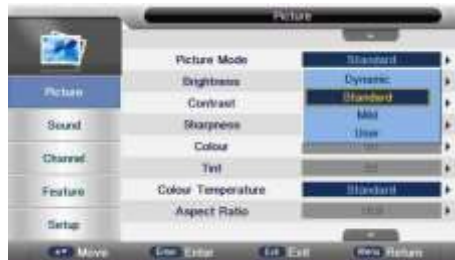 Picture
Picture Mode Standard
Brightness Dynamic
Picture
Contrast Standard
Mild
Sound
Sharpness
User
Colour
Channel
Tint
Feature
Colour Temperature Standard
Aspect Ratio
Setup
Move Enter Enter Exit Exit Menu Return